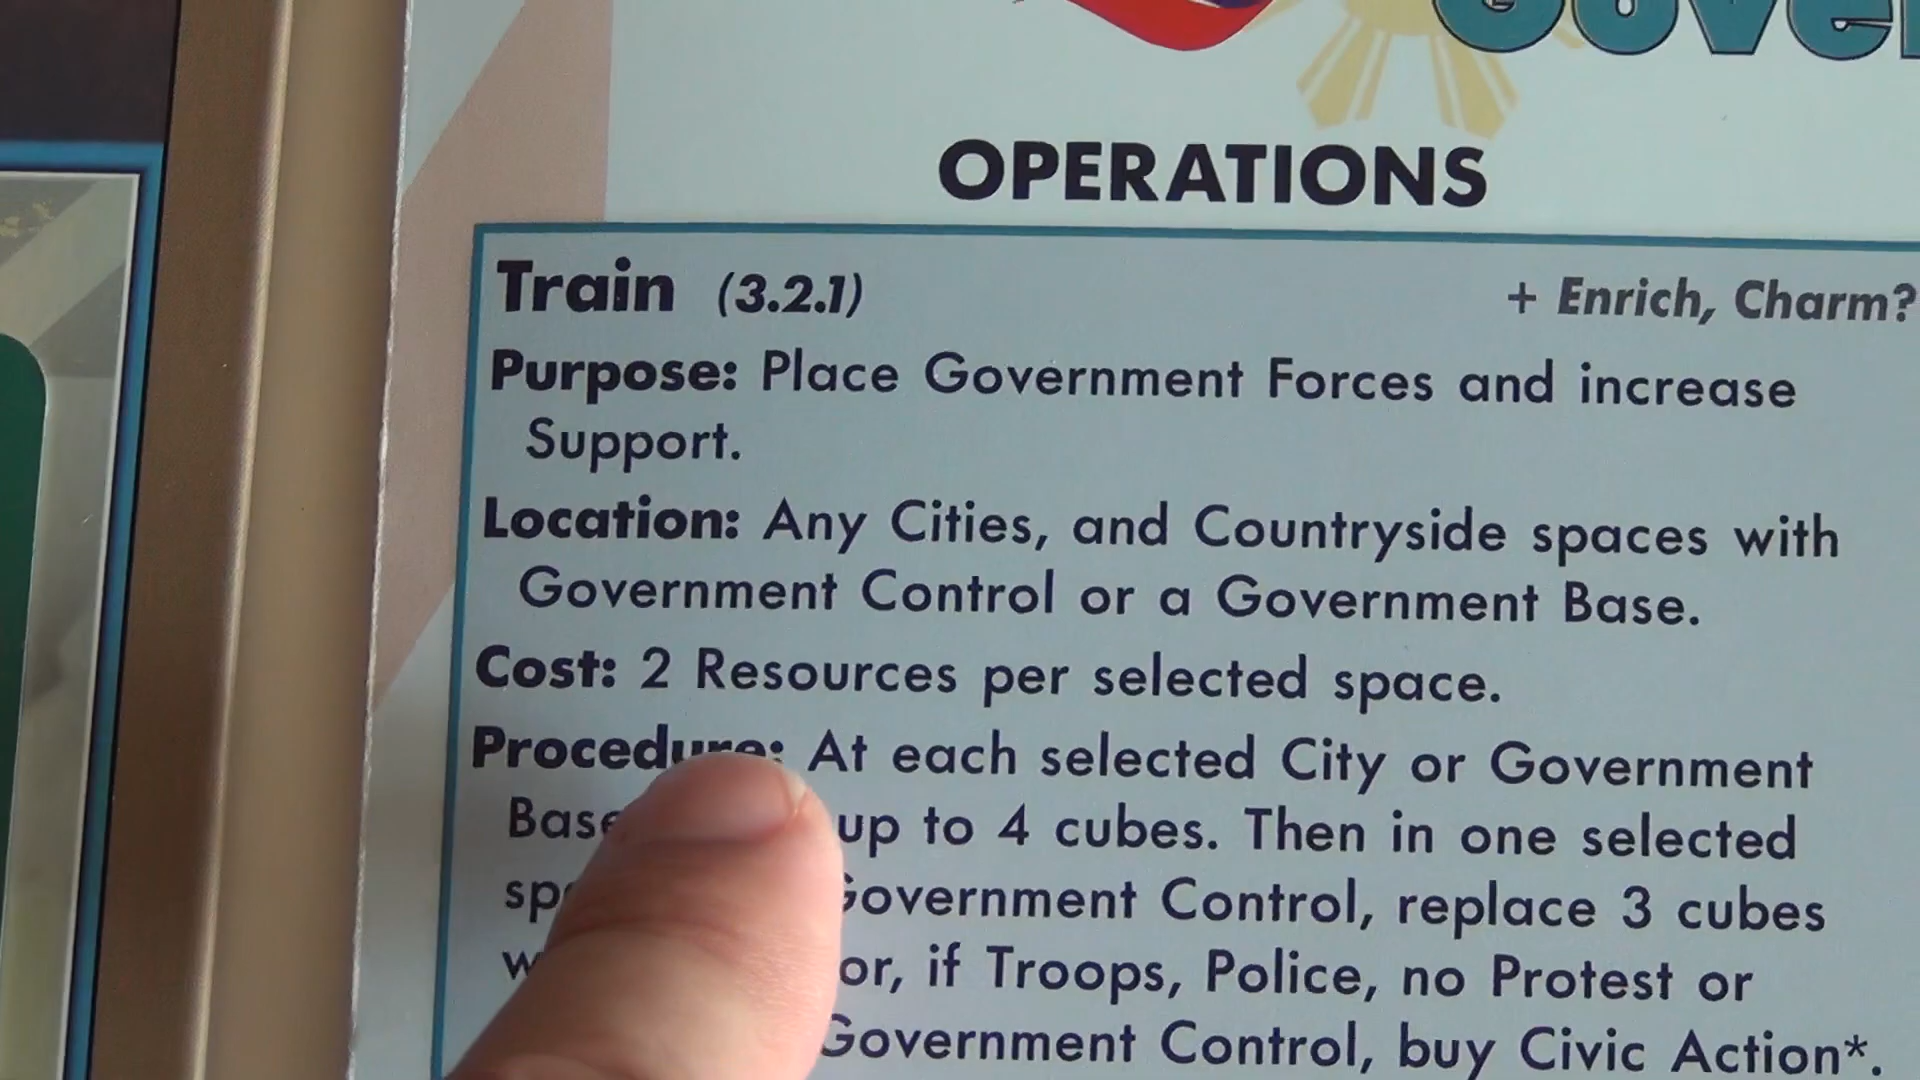 OPERATIONS
Train (3.2.1) + Enrich, Charm?
Purpose: Place Government Forces and increase
Support.
Location: Any Cities, and Countryside spaces with
Government Control or a Government Base.
Cost: 2 Resources per selected space.
Procedure: At each selected City or Government
up to 4 cubes. Then in one selected
Government Control, replace 3 cubes
or, if Troops, Police, no Protest or
Government Control, buy Civic Action*.